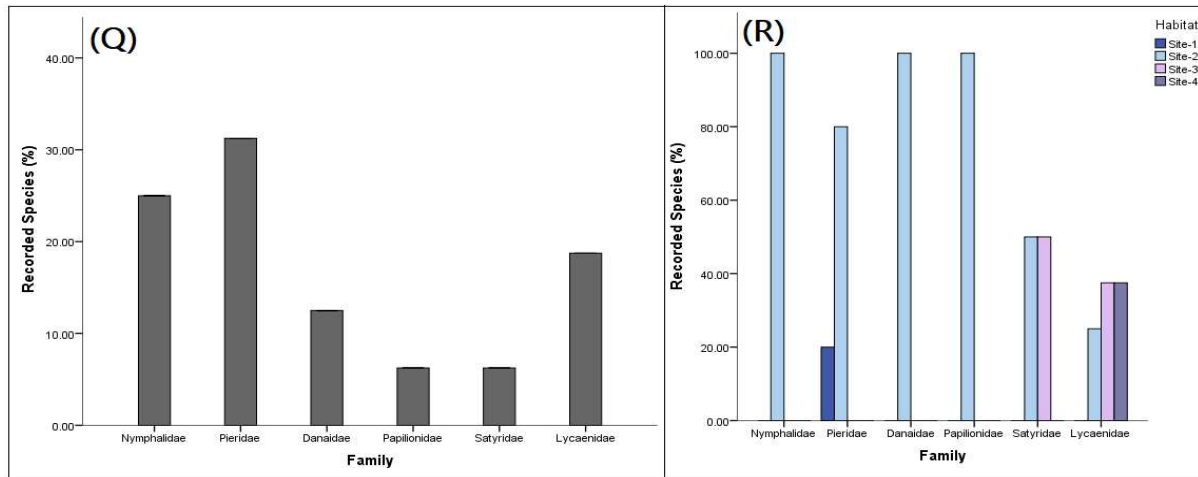 (Q)
40.00
30.00
20.00
10.00
0.00
Recorded Species (%)
Nymphalidae Pieridae Danaidae Papilionidae Satyridae Lycaenidae
Family
(R)
Habitat
Site-1
Site-2
Site-3
Site-4
100.00
80.00
60.00
40.00
20.00
0.00
Recorded Species (%)
Nymphalidae Pieridae Danaidae Papilionidae Satyridae Lycaenidae
Family